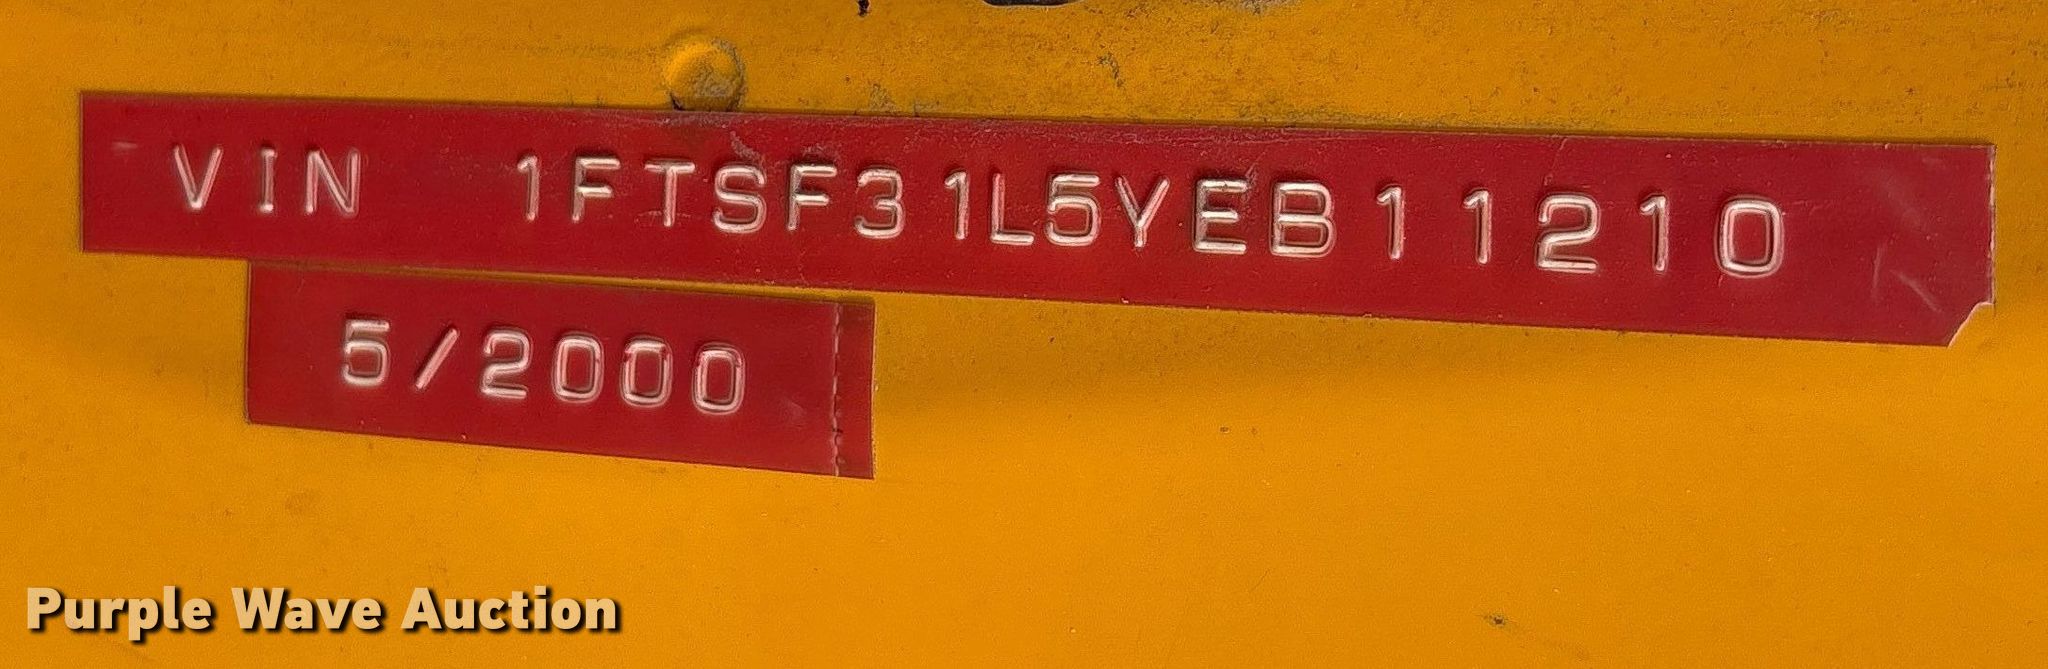 VIN 1FTSF31L5YEB11210
5/2000
Purple Wave Auction